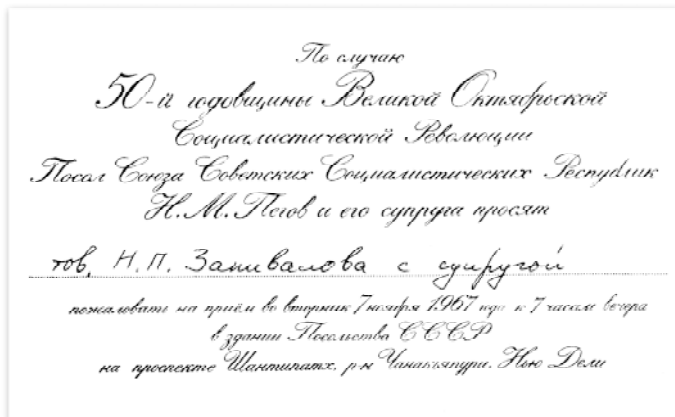 По случаю
50-й годовщины Великой Октябрьской
Социалистической Революции
Посол Союза Советских Социалистических Республик
Н. М. Пегов и его супруга просят
тов. Н. П. Запивалова с супругой
пожаловать на приём во вторник 7 ноября 1967 года к 7 часам вечера
в здании Посольства СССР
на проспекте Шантипатх, р-н Чанакьяпури. Нью Дели